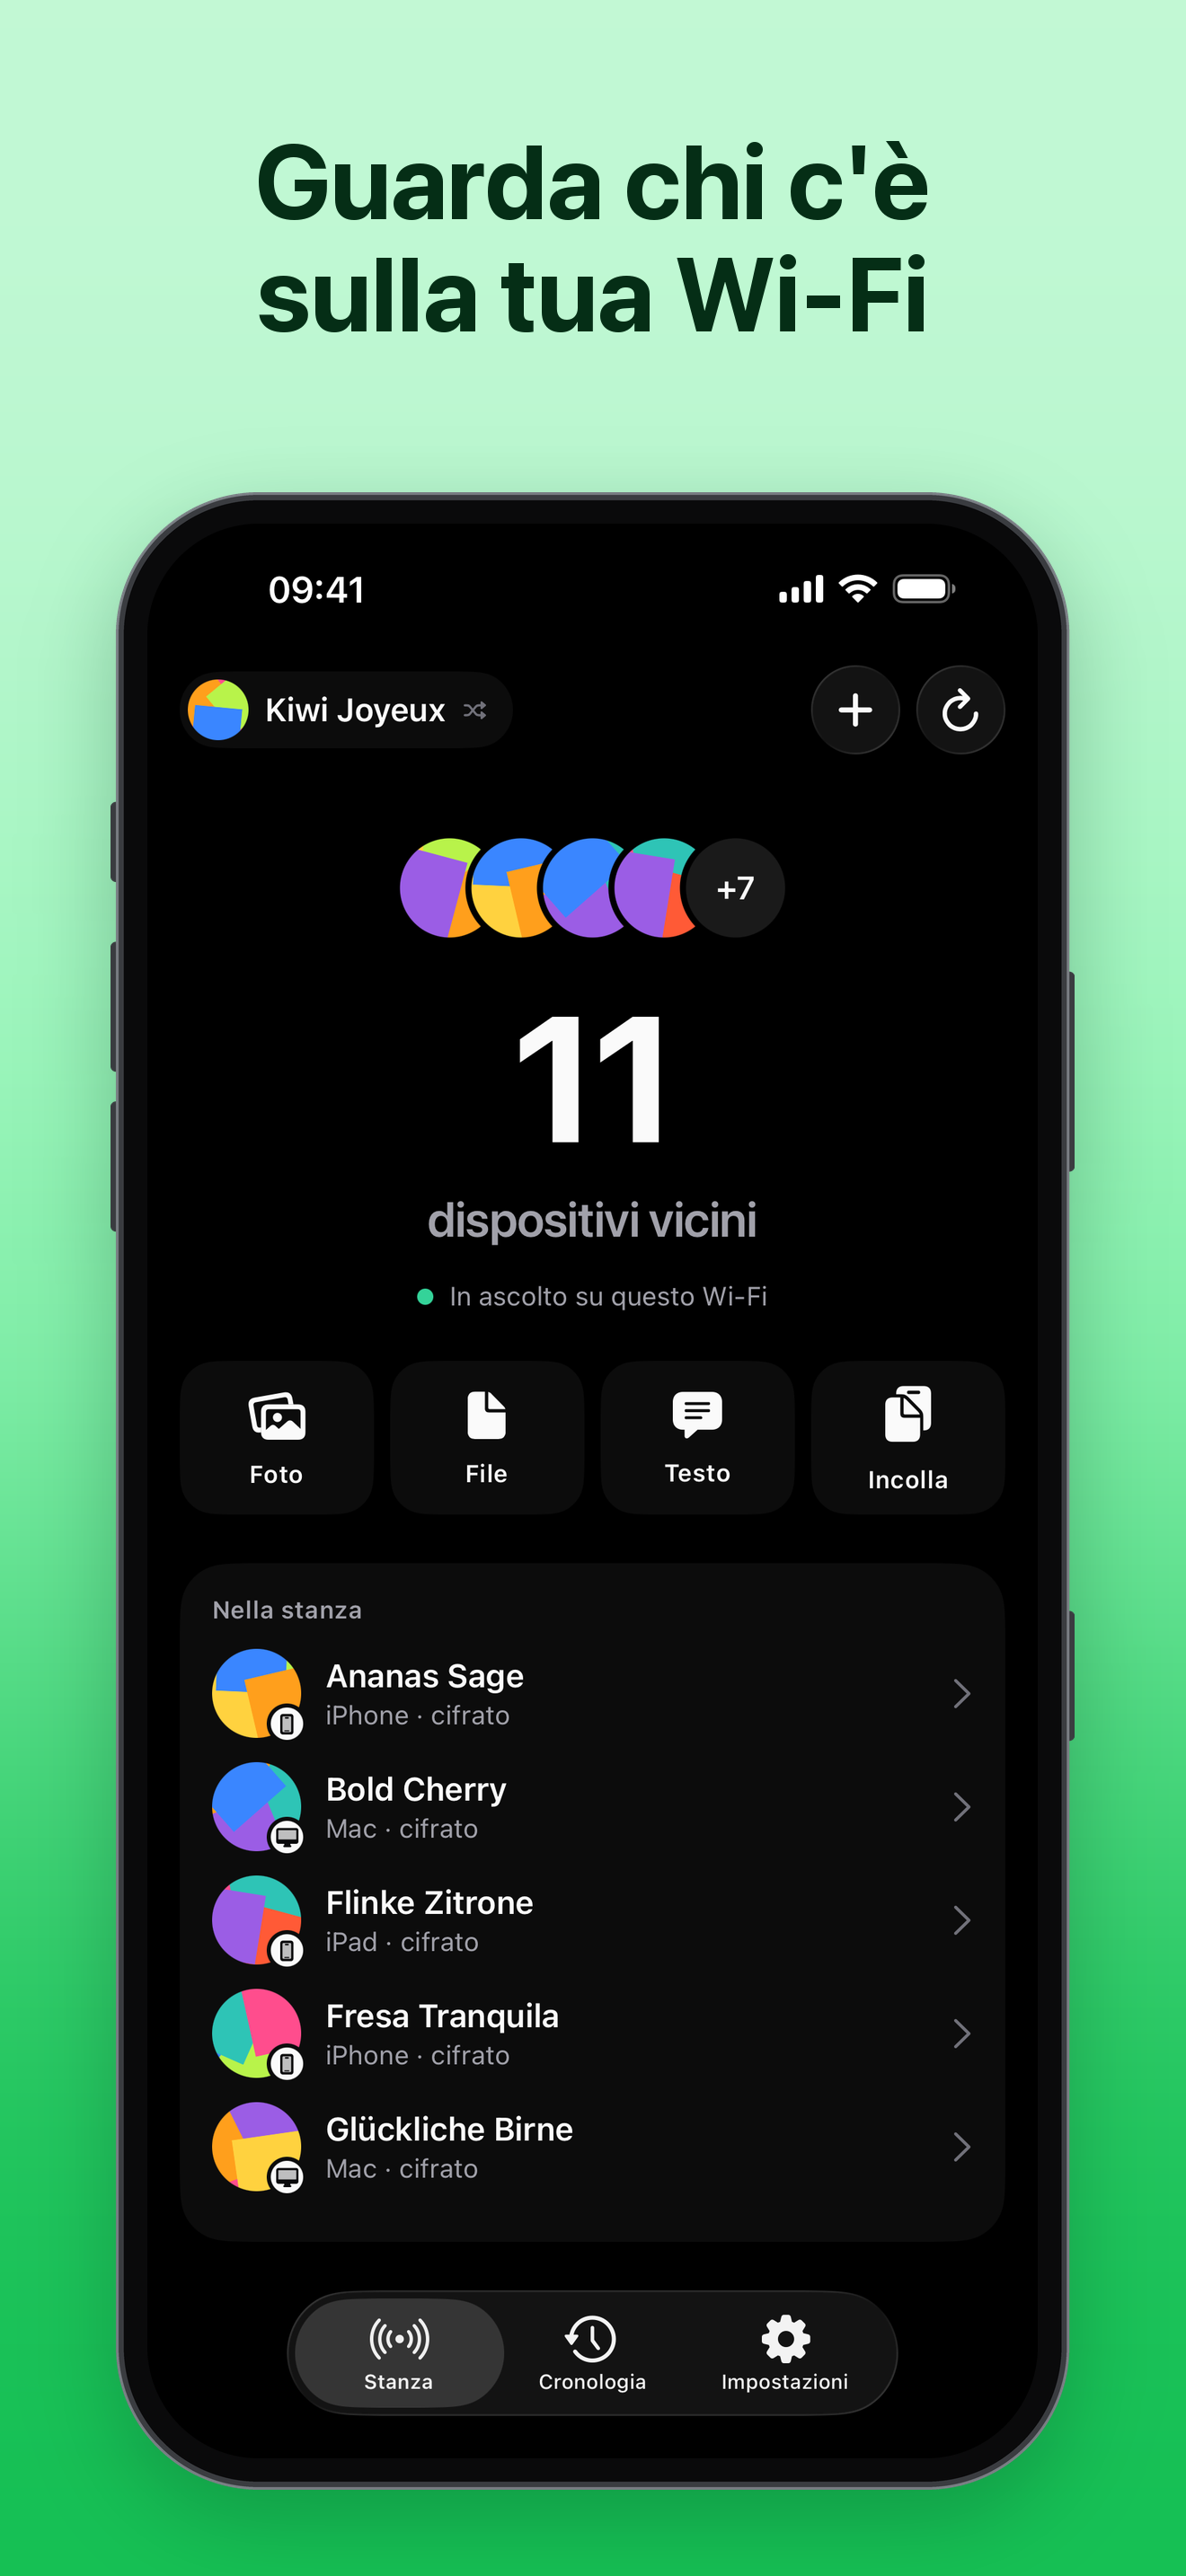 Guarda chi c'è
sulla tua Wi-Fi
09:41
Kiwi Joyeux
+7
11
dispositivi vicini
In ascolto su questo Wi-Fi
Foto
File
Testo
Incolla
Nella stanza
Ananas Sage
iPhone · cifrato
Bold Cherry
Mac · cifrato
Flinke Zitrone
iPad · cifrato
Fresa Tranquila
iPhone · cifrato
Glückliche Birne
Mac · cifrato
Stanza
Cronologia
Impostazioni